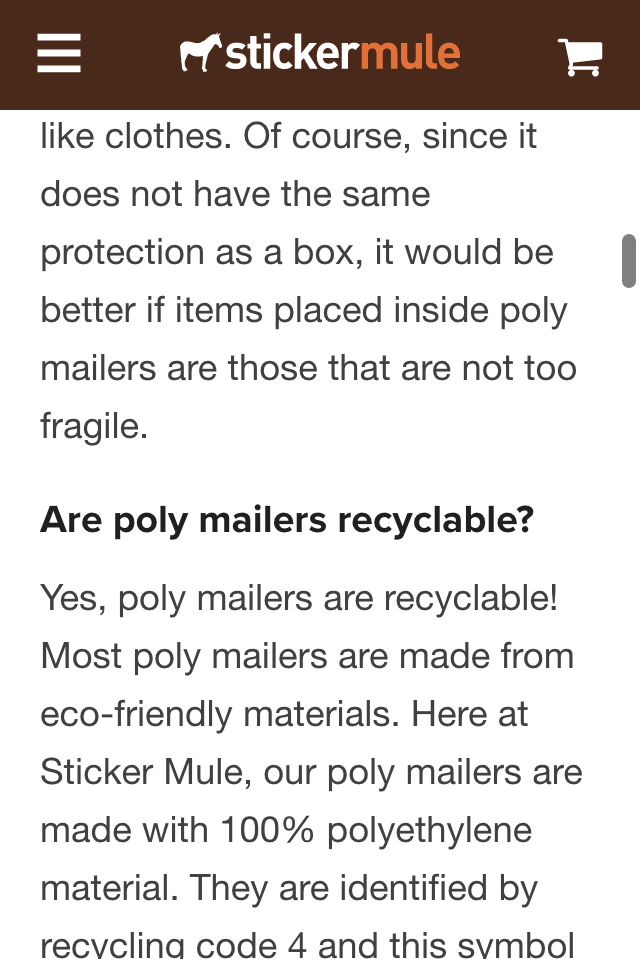 stickermule
like clothes. Of course, since it
does not have the same
protection as a box, it would be
better if items placed inside poly
mailers are those that are not too
fragile.
Are poly mailers recyclable?
Yes, poly mailers are recyclable!
Most poly mailers are made from
eco-friendly materials. Here at
Sticker Mule, our poly mailers are
made with 100% polyethylene
material. They are identified by
recycling code 4 and this symbol